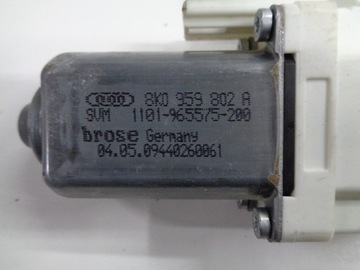 8K0 959 802 A
SVM 1101-965575-200
brose Germany
04.05.09440260061